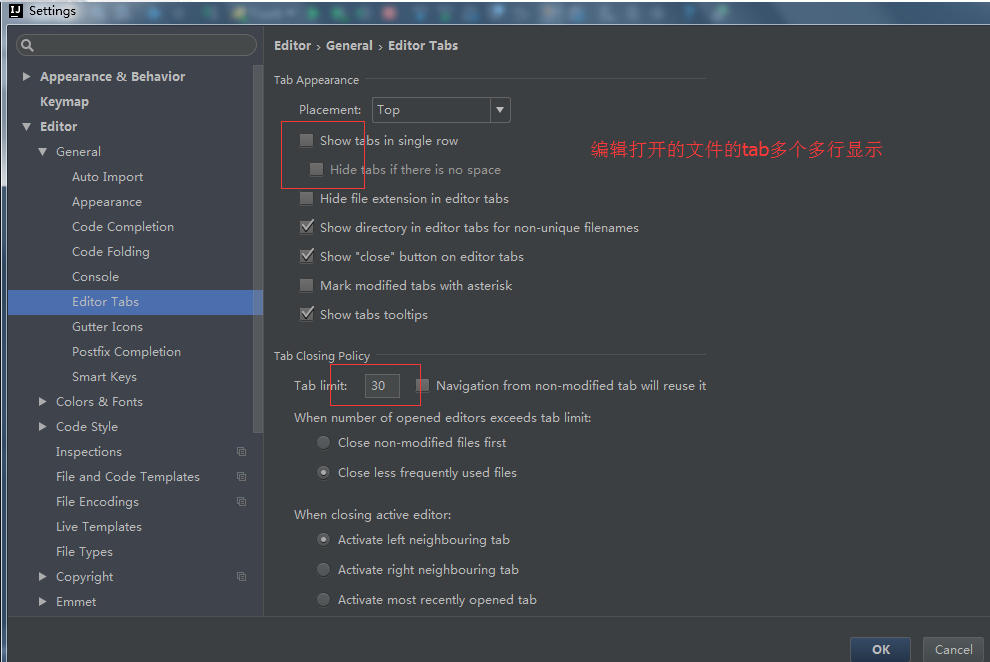 Settings
Editor › General › Editor Tabs
Appearance & Behavior
Keymap
Editor
General
Auto Import
Appearance
Code Completion
Code Folding
Console
Editor Tabs
Gutter Icons
Postfix Completion
Smart Keys
Colors & Fonts
Code Style
Inspections
File and Code Templates
File Encodings
Live Templates
File Types
Copyright
Emmet
Tab Appearance
Placement: Top
Show tabs in single row
编辑打开的文件的tab多个多行显示
Hide tabs if there is no space
Hide file extension in editor tabs
Show directory in editor tabs for non-unique filenames
Show "close" button on editor tabs
Mark modified tabs with asterisk
Show tabs tooltips
Tab Closing Policy
Tab limit: 30 Navigation from non-modified tab will reuse it
When number of opened editors exceeds tab limit:
Close non-modified files first
Close less frequently used files
When closing active editor:
Activate left neighbouring tab
Activate right neighbouring tab
Activate most recently opened tab
OK Cancel